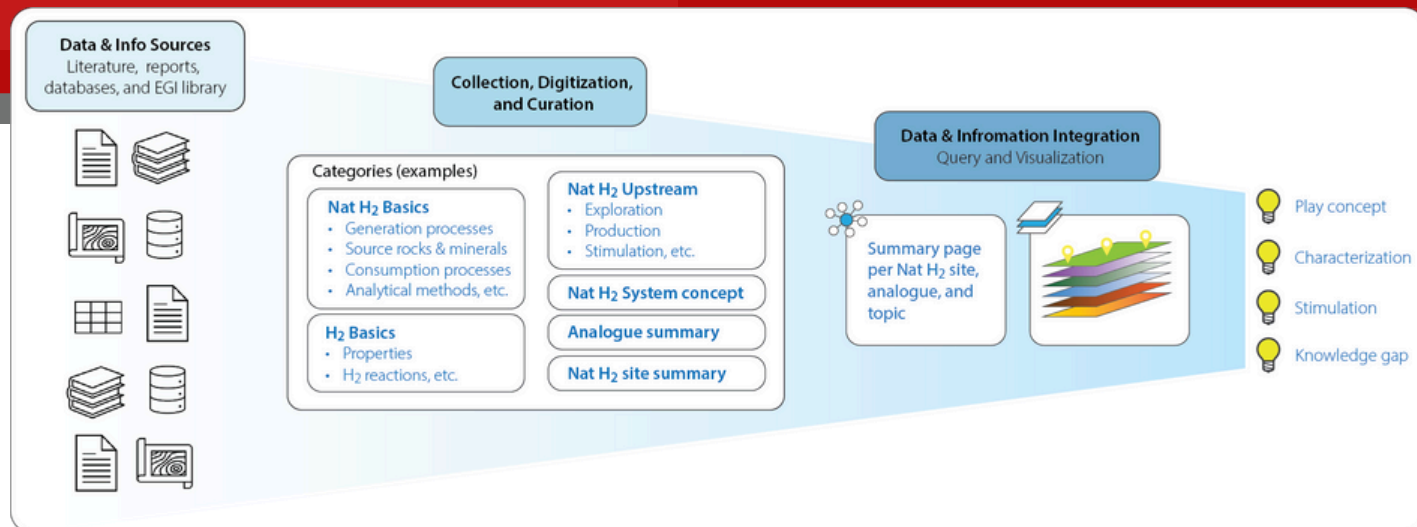 Data & Info Sources
Literature, reports,
databases, and EGI library
Collection, Digitization,
and Curation
Categories (examples)
Nat H₂ Basics
• Generation processes
• Source rocks & minerals
• Consumption processes
• Analytical methods, etc.
H₂ Basics
• Properties
• H₂ reactions, etc.
Nat H₂ Upstream
• Exploration
• Production
• Stimulation, etc.
Nat H₂ System concept
Analogue summary
Nat H₂ site summary
Data & Infromation Integration
Query and Visualization
Summary page
per Nat H₂ site,
analogue, and
topic
Play concept
Characterization
Stimulation
Knowledge gap